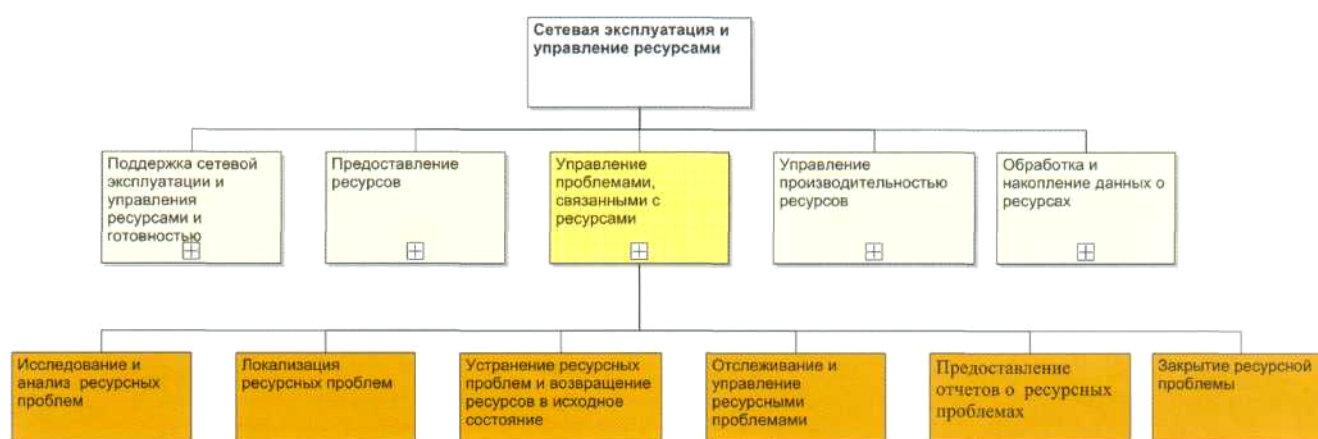 Сетевая эксплуатация и
управление ресурсами
Поддержка сетевой
эксплуатации и
управления
ресурсами и
готовностью
Предоставление
ресурсов
Управление
проблемами,
связанными с
ресурсами
Управление
производительностью
ресурсов
Обработка и
накопление данных о
ресурсах
Исследование и
анализ ресурсных
проблем
Локализация
ресурсных проблем
Устранение ресурсных
проблем и возвращение
ресурсов в исходное
состояние
Отслеживание и
управление
ресурсными
проблемами
Предоставление
отчетов о ресурсных
проблемах
Закрытие ресурсной
проблемы